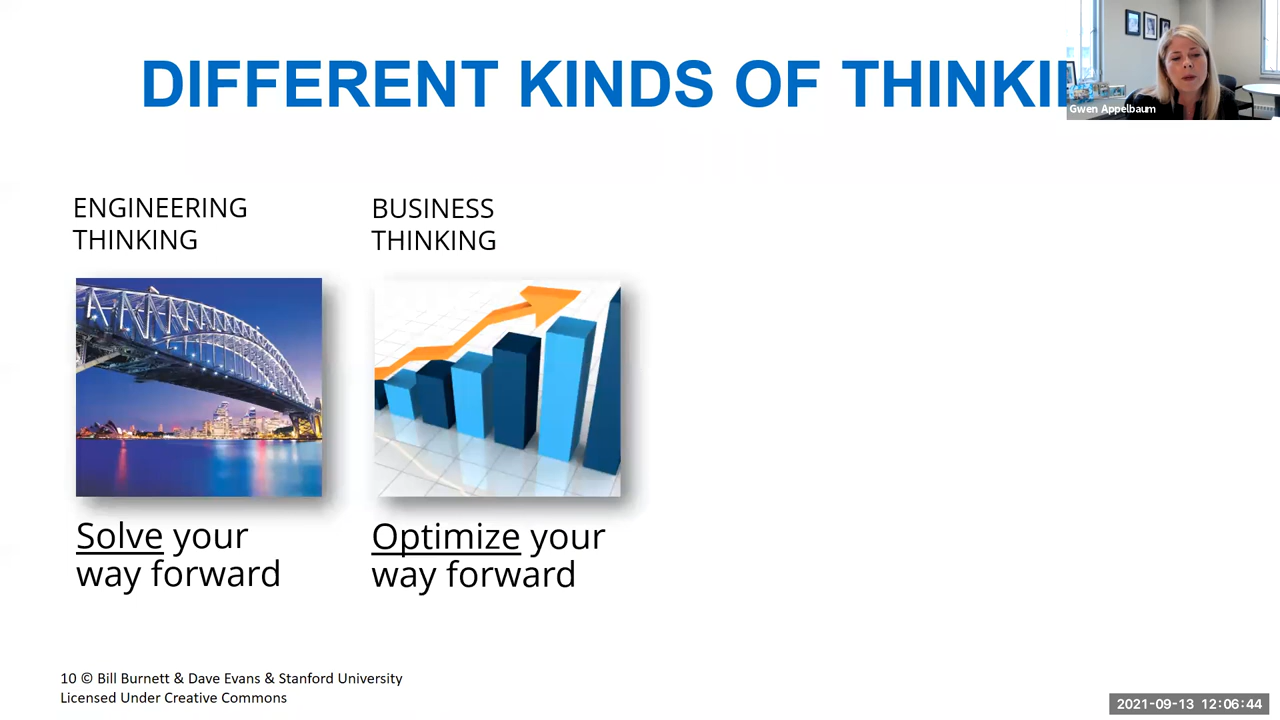 DIFFERENT KINDS OF THINKI
Gwen Appelbaum
ENGINEERING
THINKING
BUSINESS
THINKING
Solve your
way forward
Optimize your
way forward
10 © Bill Burnett & Dave Evans & Stanford University
Licensed Under Creative Commons
2021-09-13 12:06:44